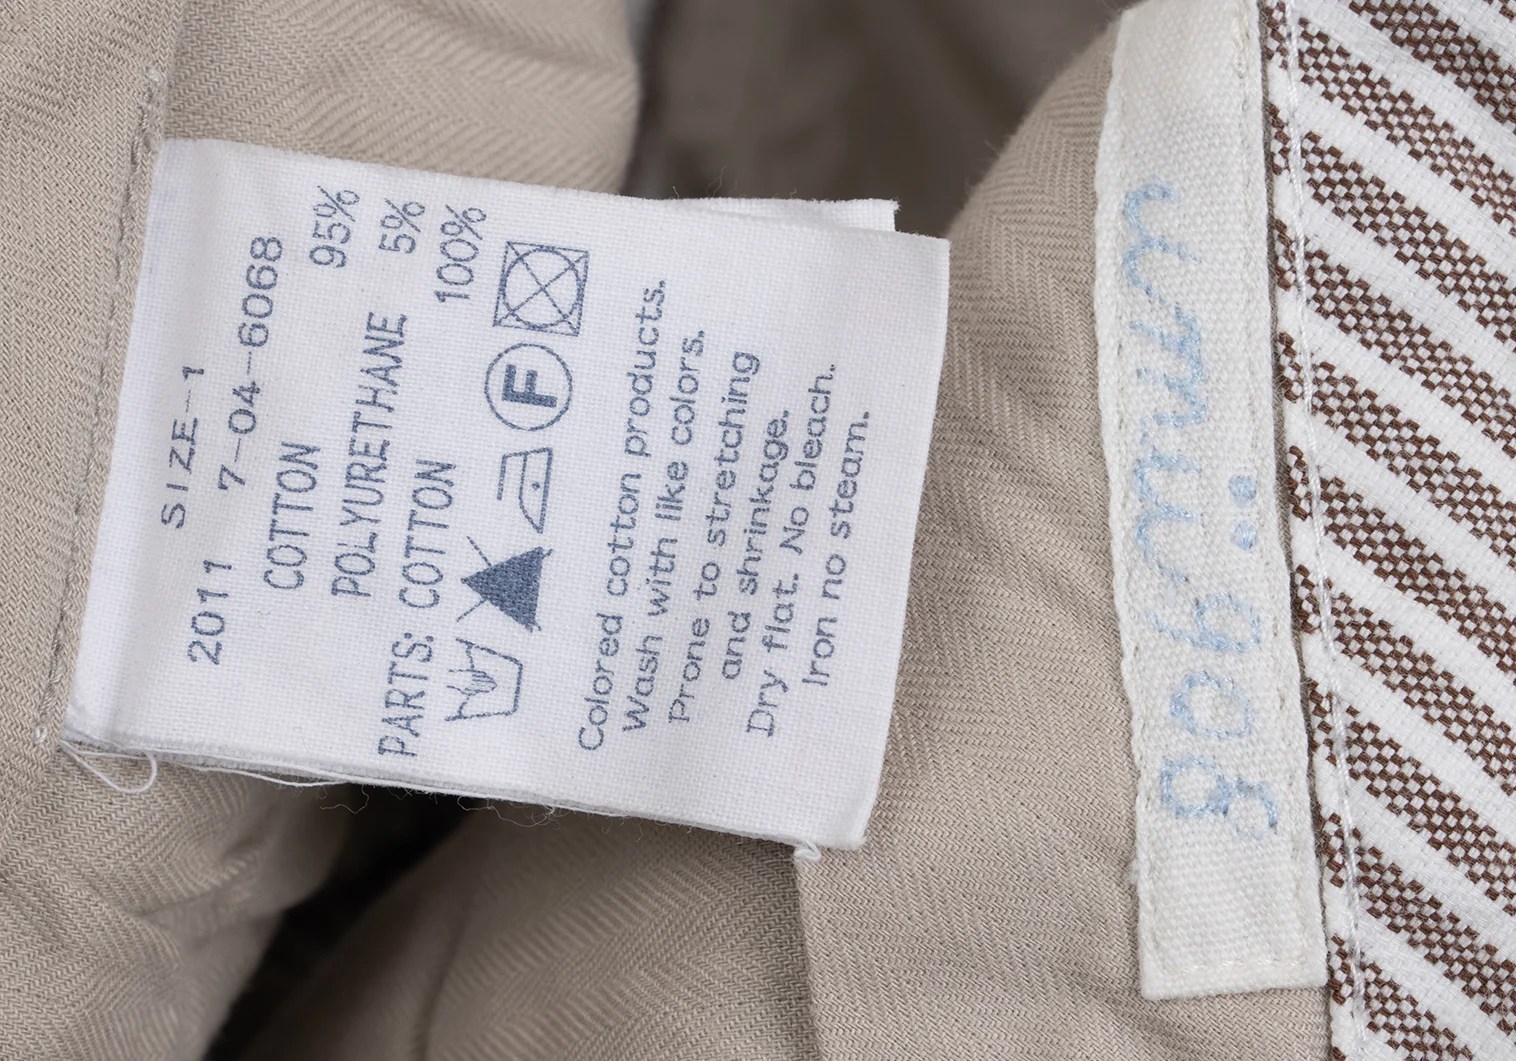 SIZE-1
2011 7-04-6068
COTTON 95%
POLYURETHANE 5%
PARTS: COTTON 100%
F
Colored cotton products.
Wash with like colors.
Prone to stretching
and shrinkage.
Dry flat. No bleach.
Iron no steam.